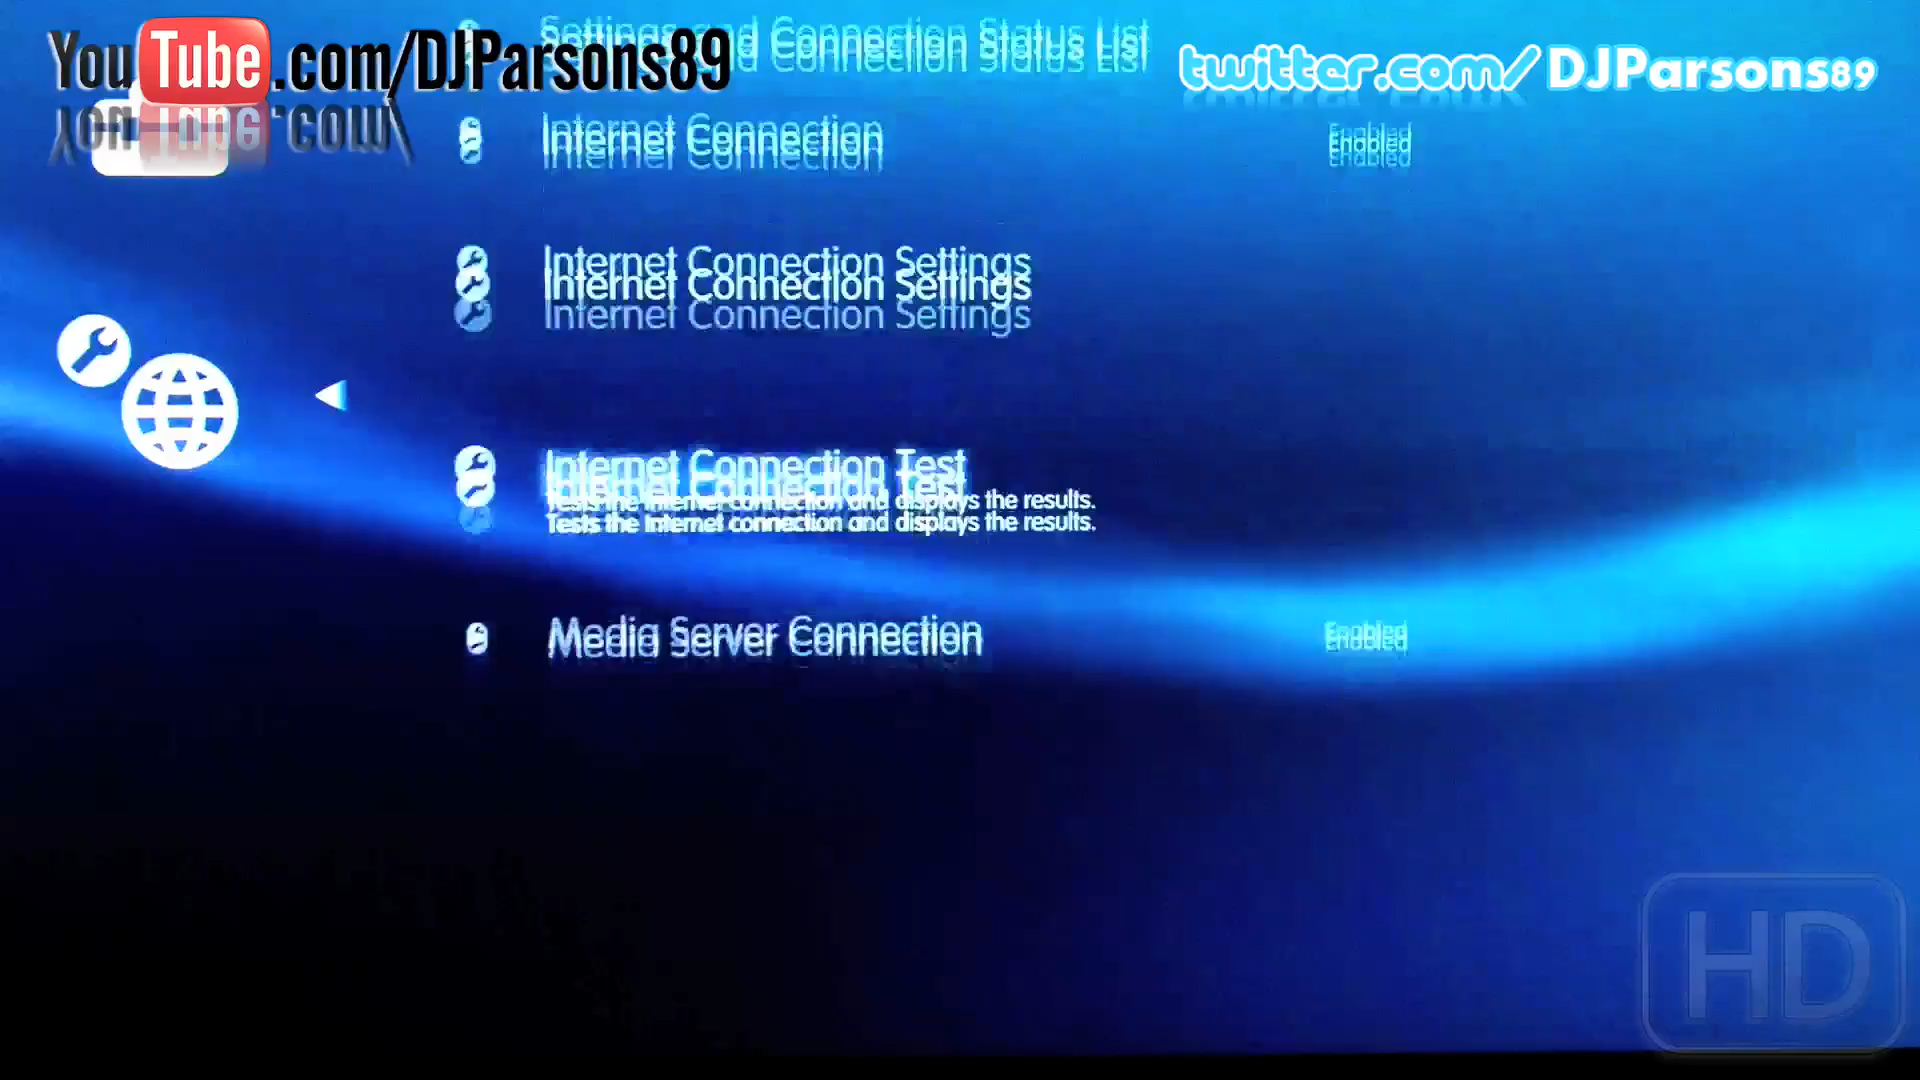 Settings and Connection Status List
YouTube.com/DJParsons89
twitter.com/DJParsons89
Internet Connection Enabled
Internet Connection Settings
Internet Connection Test
Tests the Internet connection and displays the results.
Media Server Connection Enabled
HD